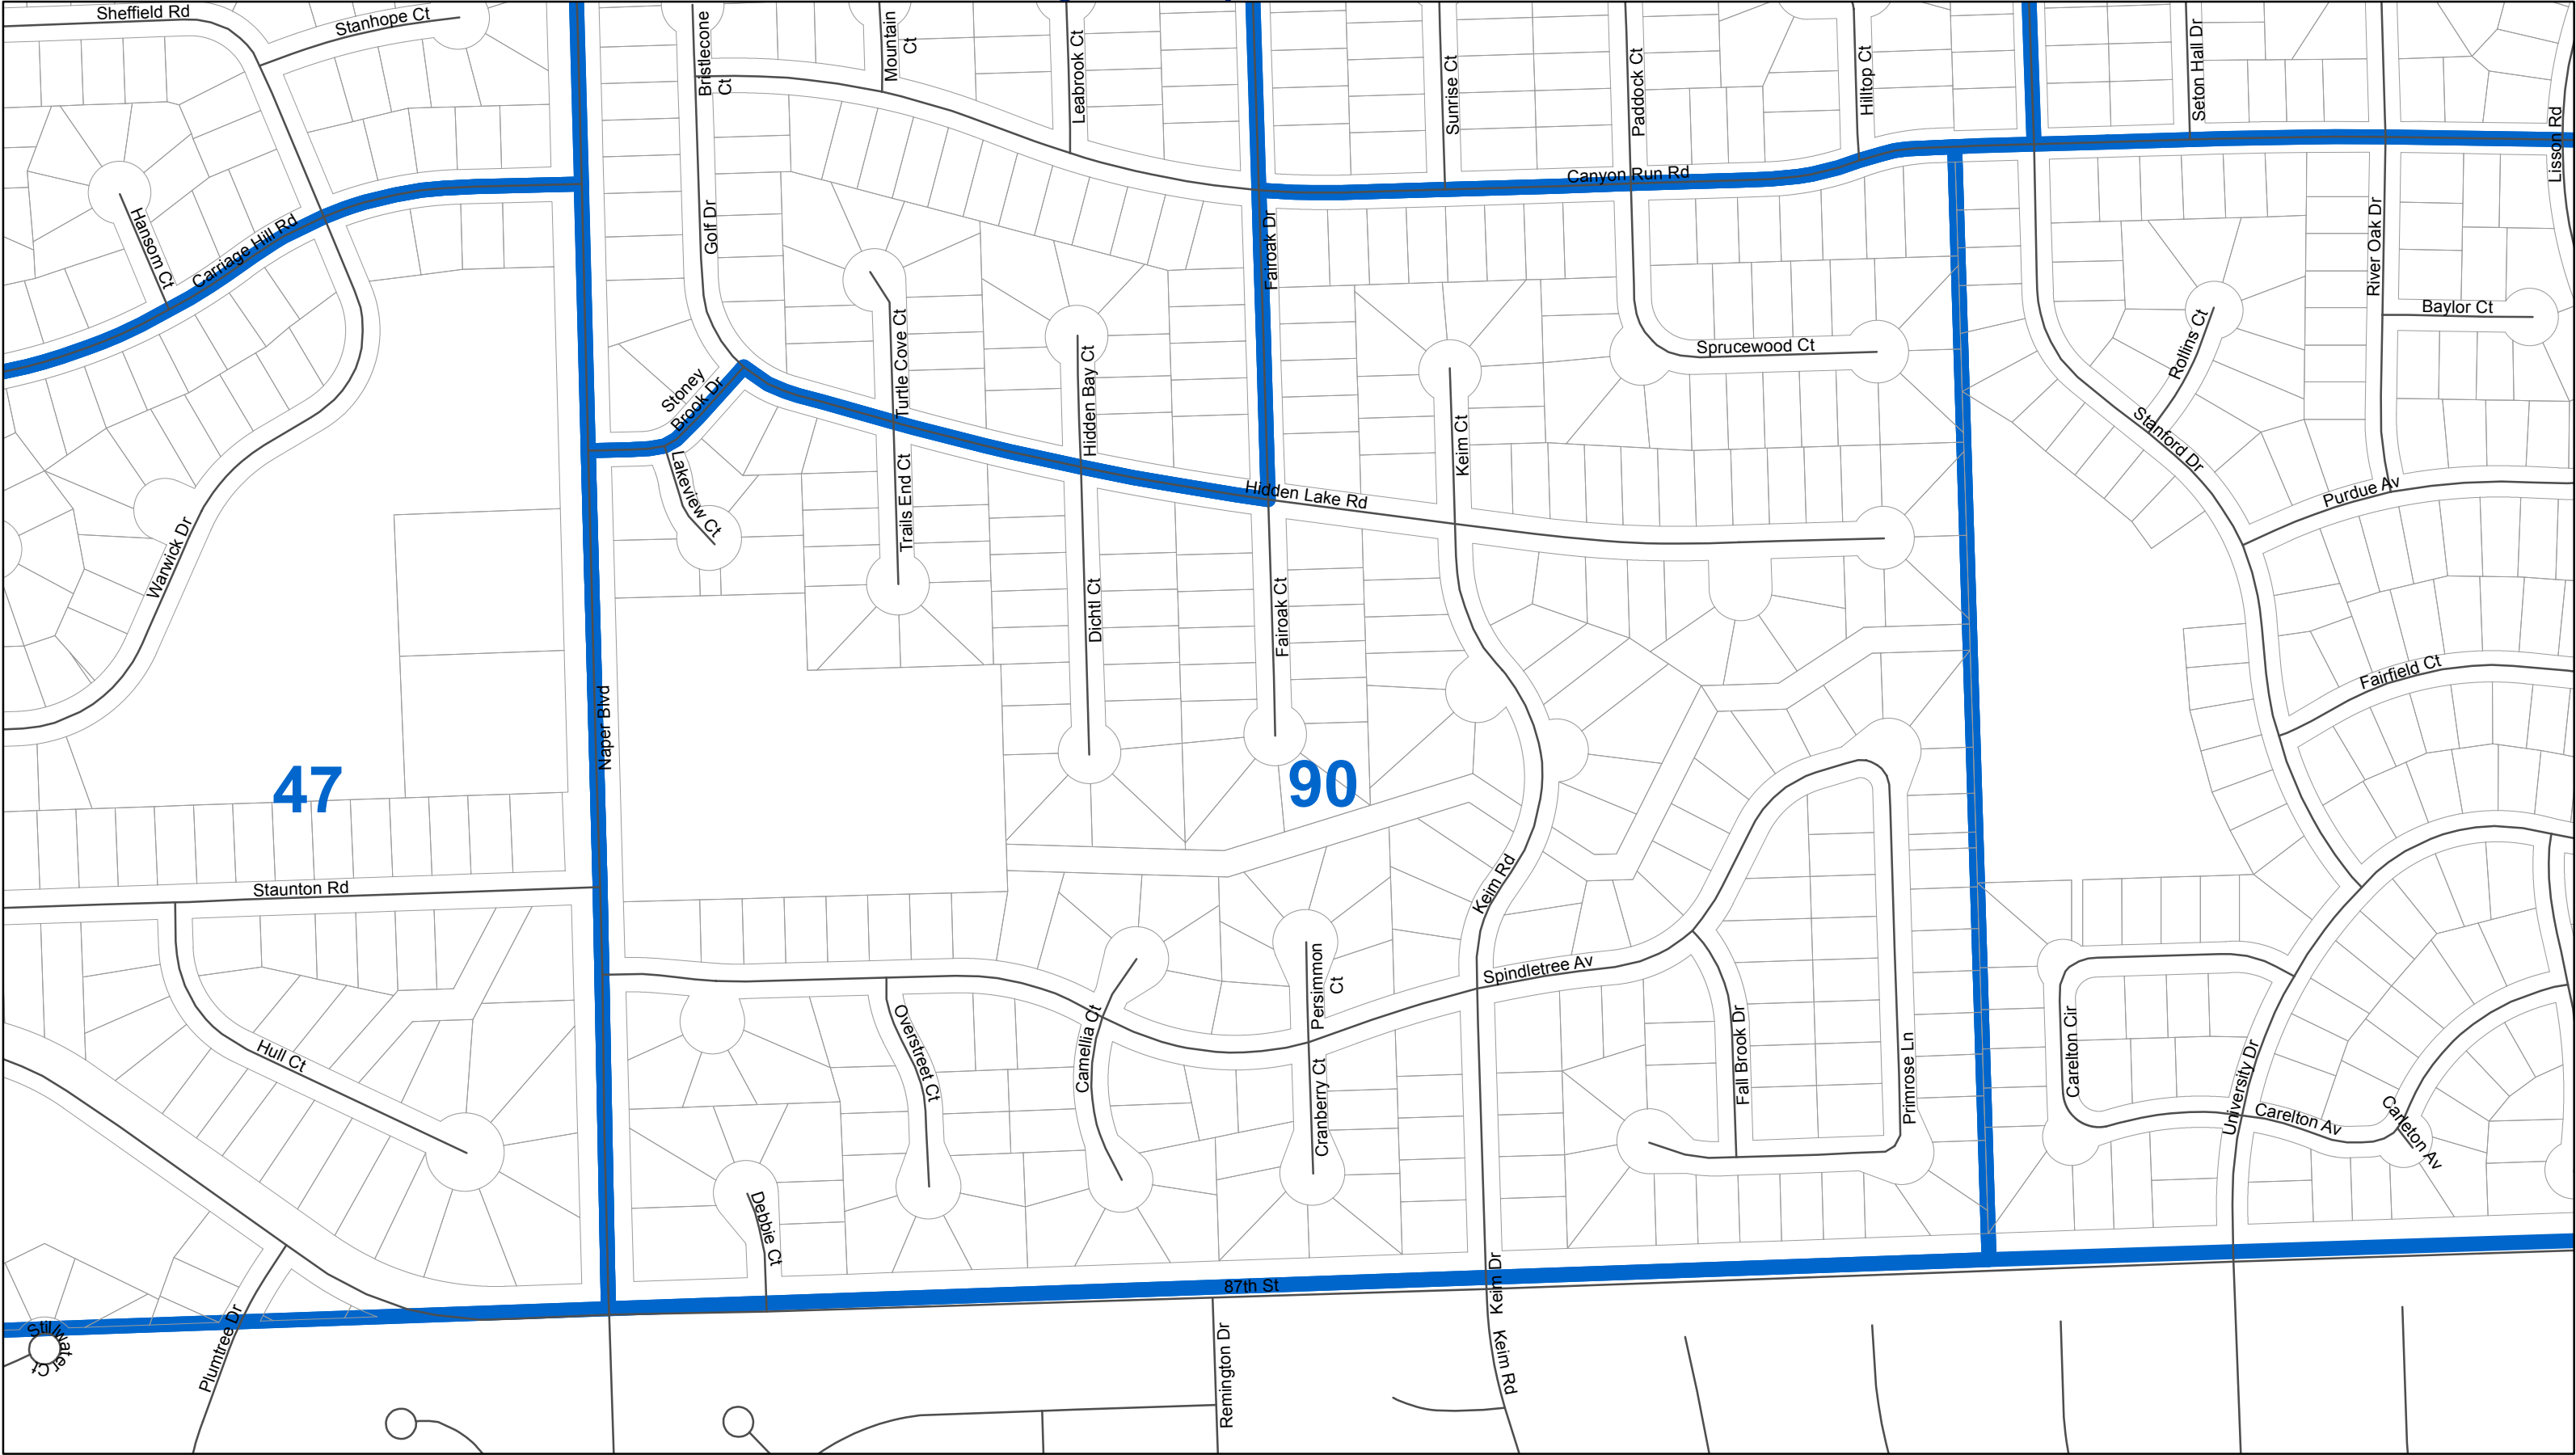 Sheffield Rd
Stanhope Ct
Bristlecone
Ct
Mountain
Ct
Leabrook Ct
Sunrise Ct
Paddock Ct
Hilltop Ct
Seton Hall Dr
Lisson Rd
Hansom Ct
Carriage Hill Rd
Golf Dr
Fairoak Dr
Canyon Run Rd
River Oak Dr
Baylor Ct
Rollins Ct
Turtle Cove Ct
Hidden Bay Ct
Sprucewood Ct
Stoney
Brook Dr
Lakeview Ct
Trails End Ct
Keim Ct
Stanford Dr
Hidden Lake Rd
Purdue Av
Warwick Dr
Dichtl Ct
Fairoak Ct
Fairfield Ct
Naper Blvd
47
90
Staunton Rd
Keim Rd
Persimmon
Ct
Spindletree Av
Overstreet Ct
Camellia Ct
Hull Ct
Cranberry Ct
Fall Brook Dr
Primrose Ln
Carelton Cir
University Dr
Carelton Av
Carleton Av
Debbie Ct
87th St
Keim Dr
Stillwater Ct
Plumtree Dr
Remington Dr
Keim Rd